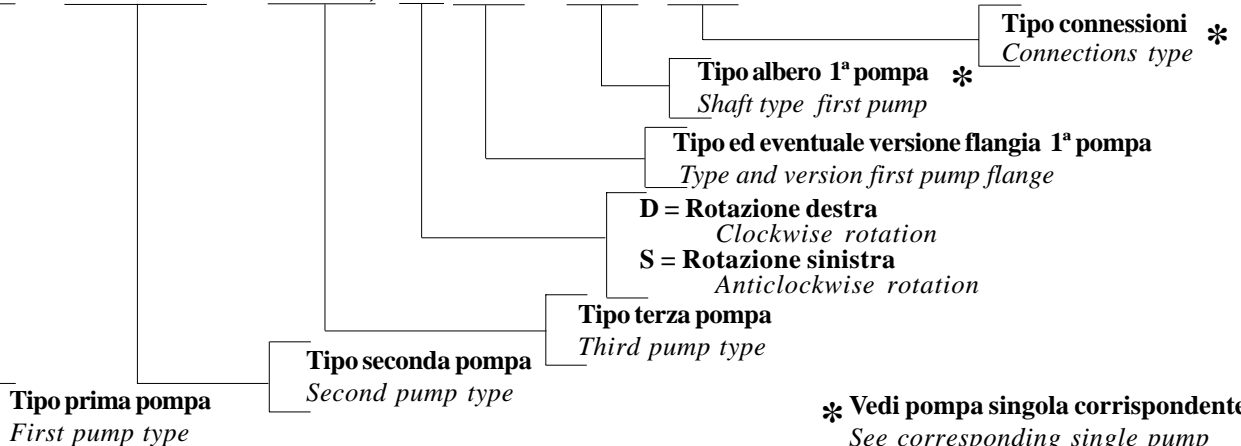 Tipo connessioni *
Connections type
Tipo albero 1ª pompa *
Shaft type first pump
Tipo ed eventuale versione flangia 1ª pompa
Type and version first pump flange
D = Rotazione destra
Clockwise rotation
S = Rotazione sinistra
Anticlockwise rotation
Tipo terza pompa
Third pump type
Tipo seconda pompa
Second pump type
Tipo prima pompa
First pump type
* Vedi pompa singola corrispondente
See corresponding single pump